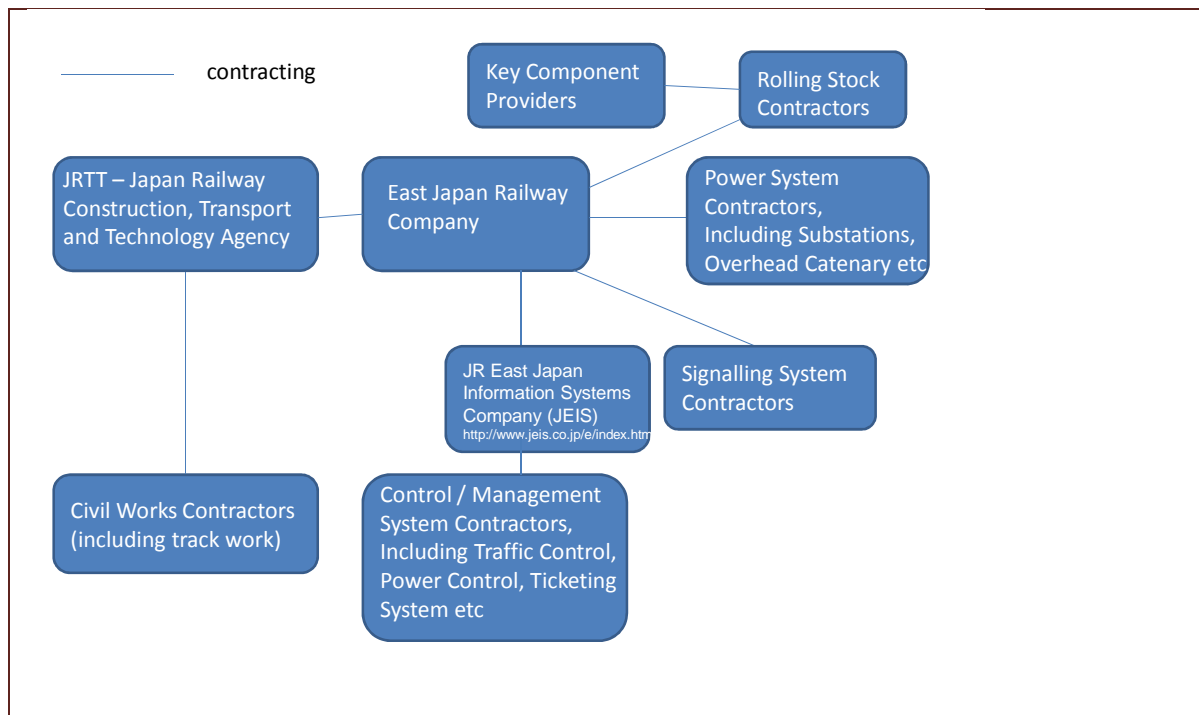 contracting
Key Component
Providers
Rolling Stock
Contractors
JRTT – Japan Railway
Construction, Transport
and Technology Agency
East Japan Railway
Company
Power System
Contractors,
Including Substations,
Overhead Catenary etc
JR East Japan
Information Systems
Company (JEIS)
http://www.jeis.co.jp/e/index.htm
Signalling System
Contractors
Civil Works Contractors
(including track work)
Control / Management
System Contractors,
Including Traffic Control,
Power Control, Ticketing
System etc